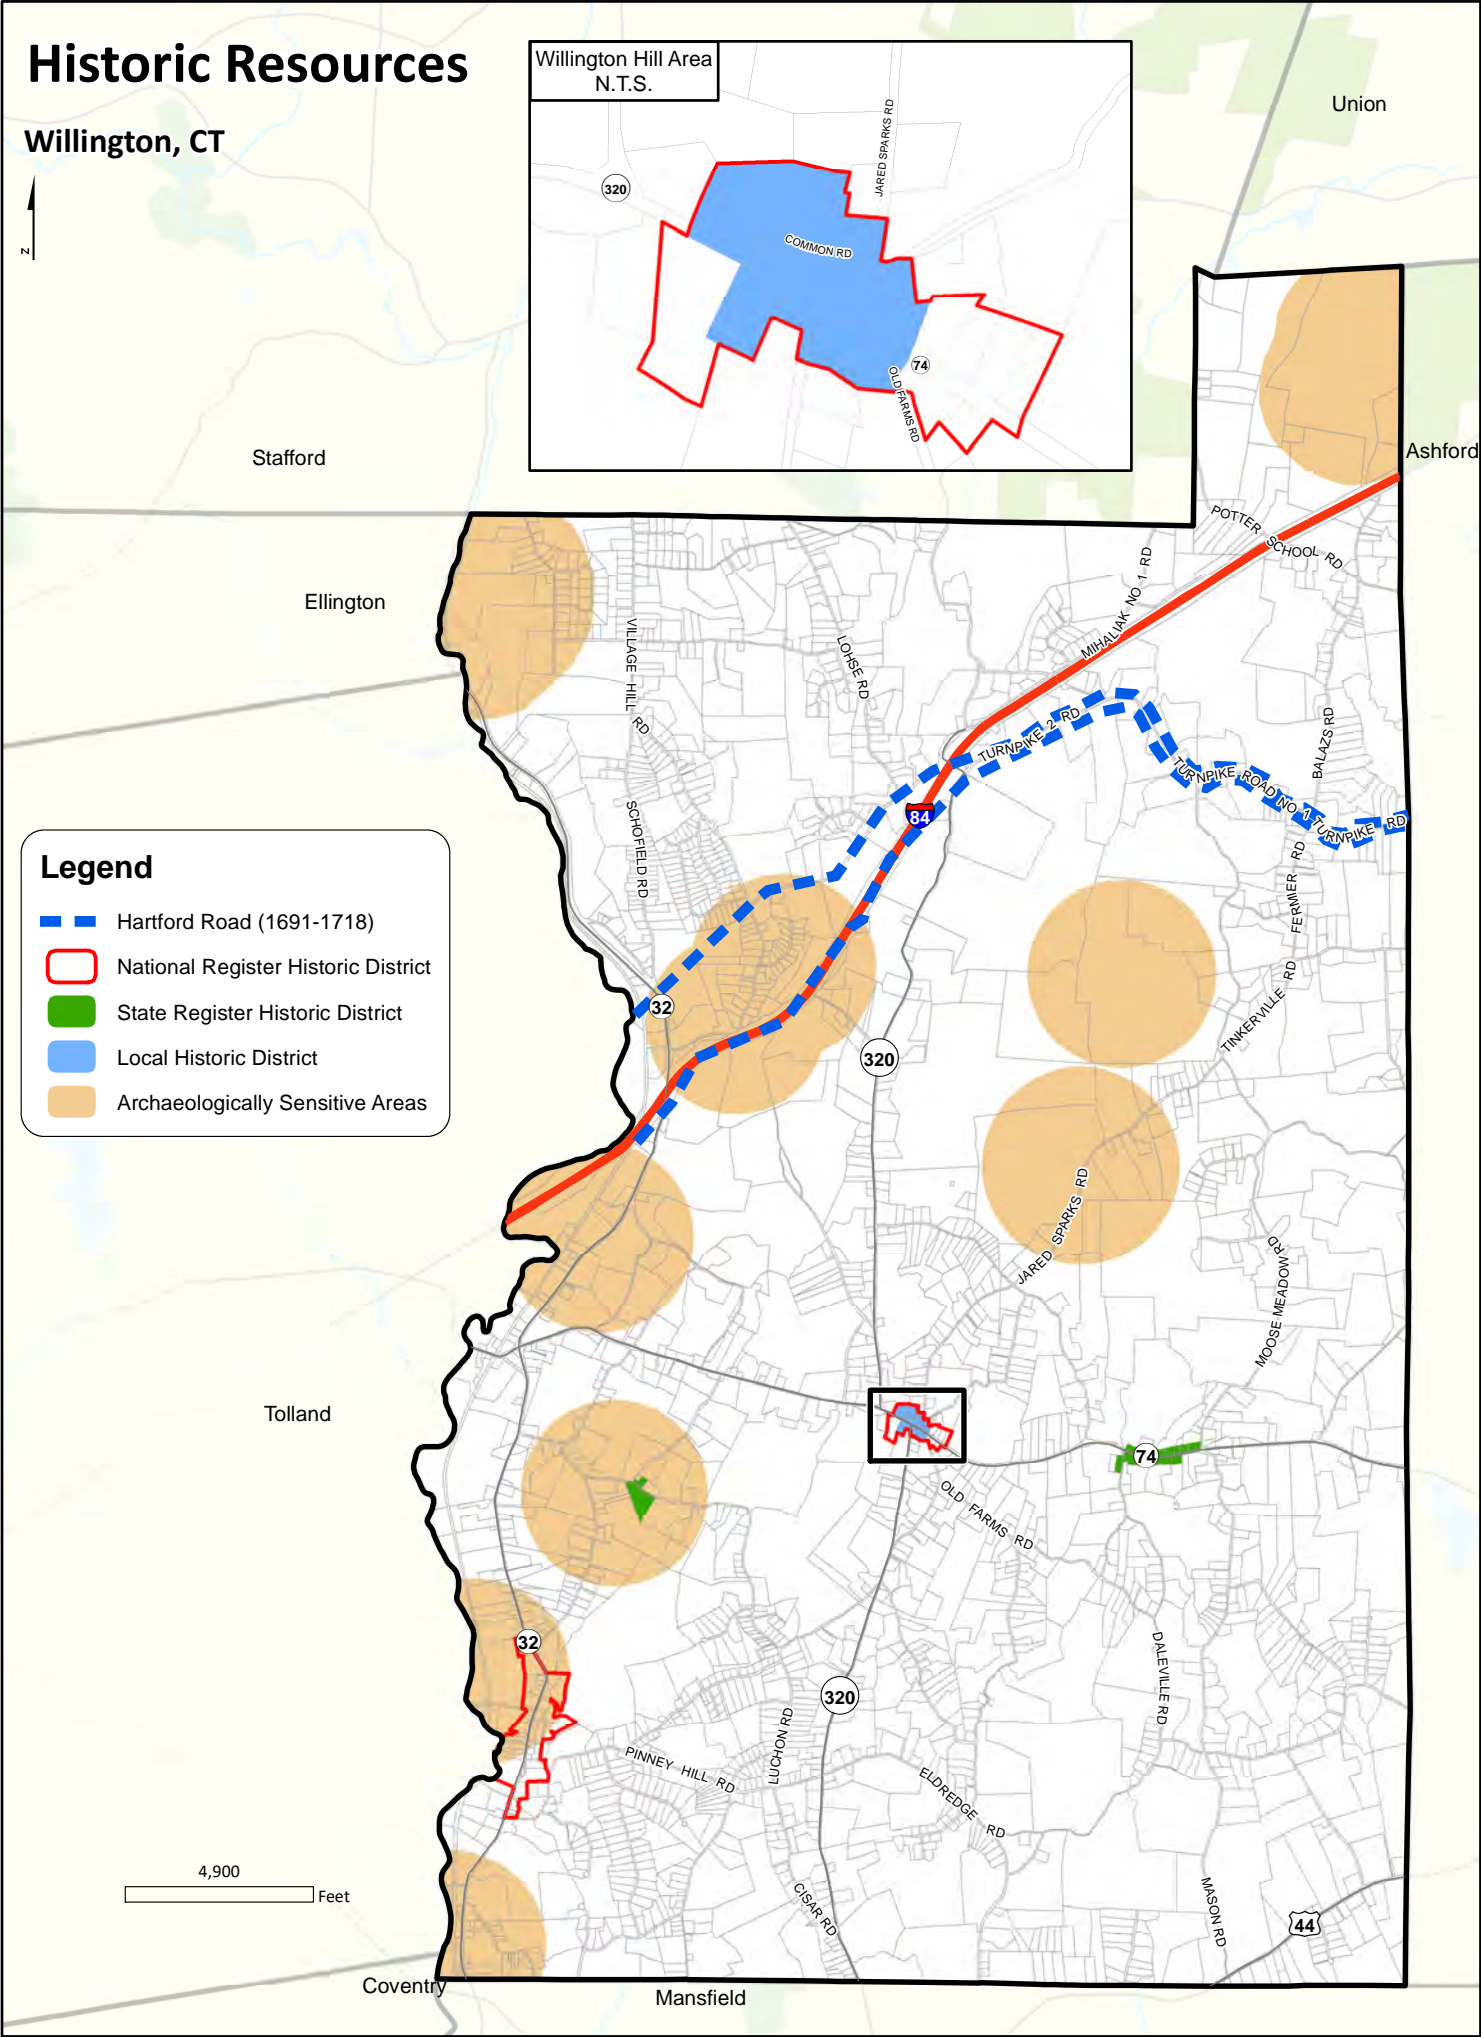 Historic Resources
Willington, CT
N
Willington Hill Area
N.T.S.
320
JARED SPARKS RD
COMMON RD
74
OLD FARMS RD
Union
Stafford
Ashford
Ellington
POTTER SCHOOL RD
MIHALIAK NO 1 RD
VILLAGE HILL RD
LOHSE RD
TURNPIKE 2 RD
BALAZS RD
TURNPIKE ROAD NO 1
TURNPIKE RD
84
SCHOFIELD RD
FERMIER RD
Legend
Hartford Road (1691-1718)
National Register Historic District
State Register Historic District
Local Historic District
Archaeologically Sensitive Areas
32
320
TINKERVILLE RD
JARED SPARKS RD
MOOSE MEADOW RD
Tolland
74
OLD FARMS RD
32
320
DALEVILLE RD
LUCHON RD
PINNEY HILL RD
ELDREDGE RD
CISAR RD
MASON RD
44
4,900
Feet
Coventry
Mansfield